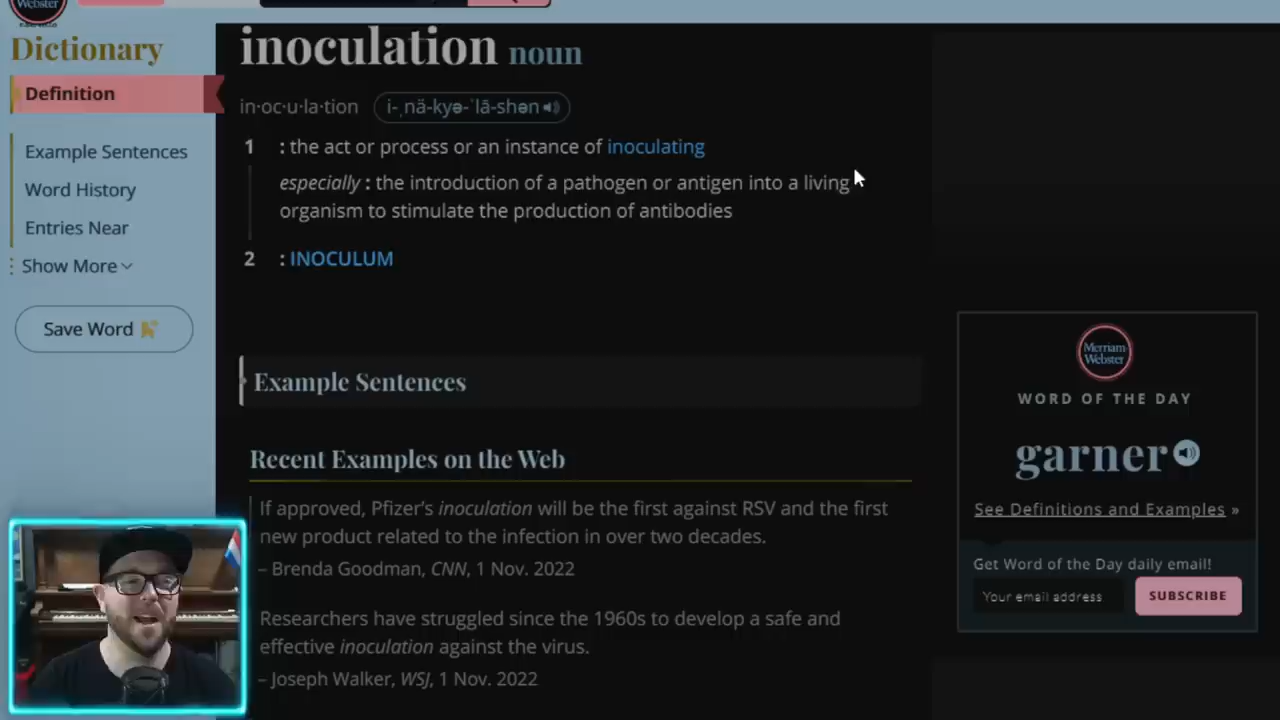 Webster
Dictionary
Definition
Example Sentences
Word History
Entries Near
Show More
Save Word
inoculation noun
in·oc·u·la·tion i-ˌnä-kyə-ˈlā-shən
1 : the act or process or an instance of inoculating
especially : the introduction of a pathogen or antigen into a living
organism to stimulate the production of antibodies
2 : INOCULUM
Example Sentences
Recent Examples on the Web
If approved, Pfizer's inoculation will be the first against RSV and the first
new product related to the infection in over two decades.
– Brenda Goodman, CNN, 1 Nov. 2022
Researchers have struggled since the 1960s to develop a safe and
effective inoculation against the virus.
– Joseph Walker, WSJ, 1 Nov. 2022
Merriam-
Webster
WORD OF THE DAY
garner
See Definitions and Examples »
Get Word of the Day daily email!
Your email address
SUBSCRIBE